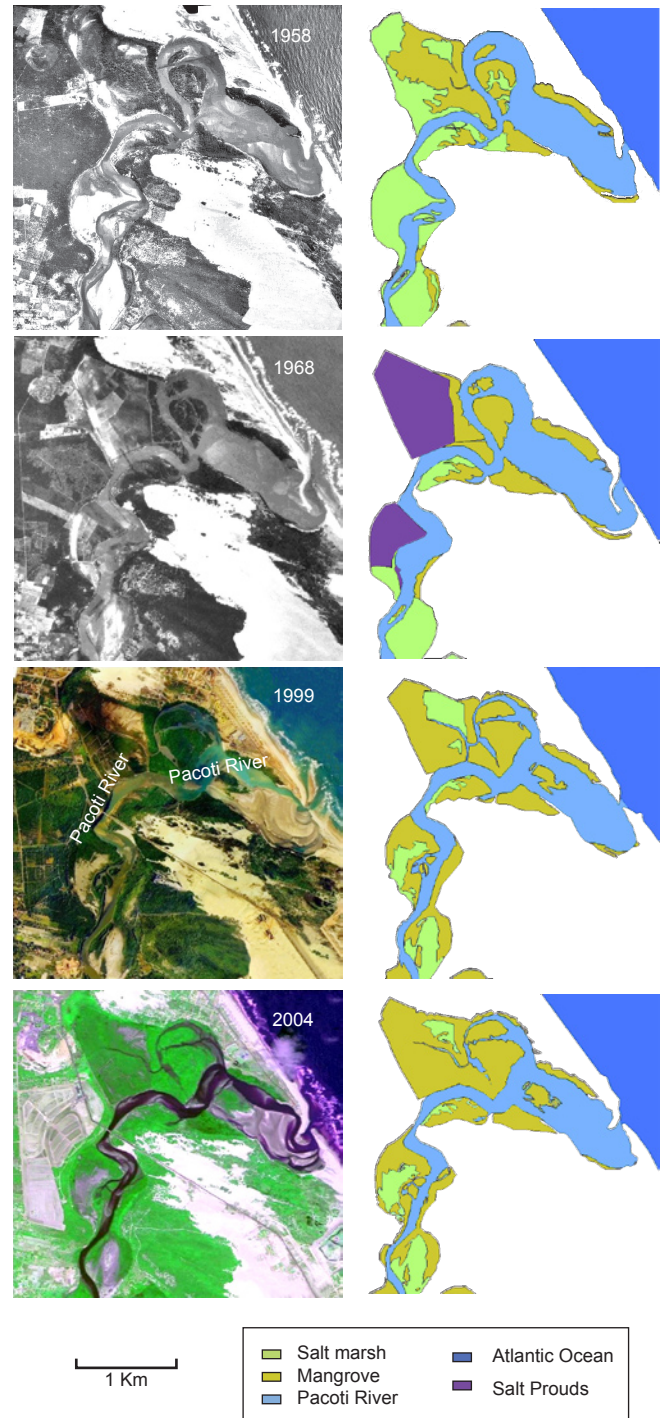 1958
1968
1999
Pacoti River
Pacoti River
2004
1 Km
Salt marsh
Mangrove
Pacoti River
Atlantic Ocean
Salt Prouds